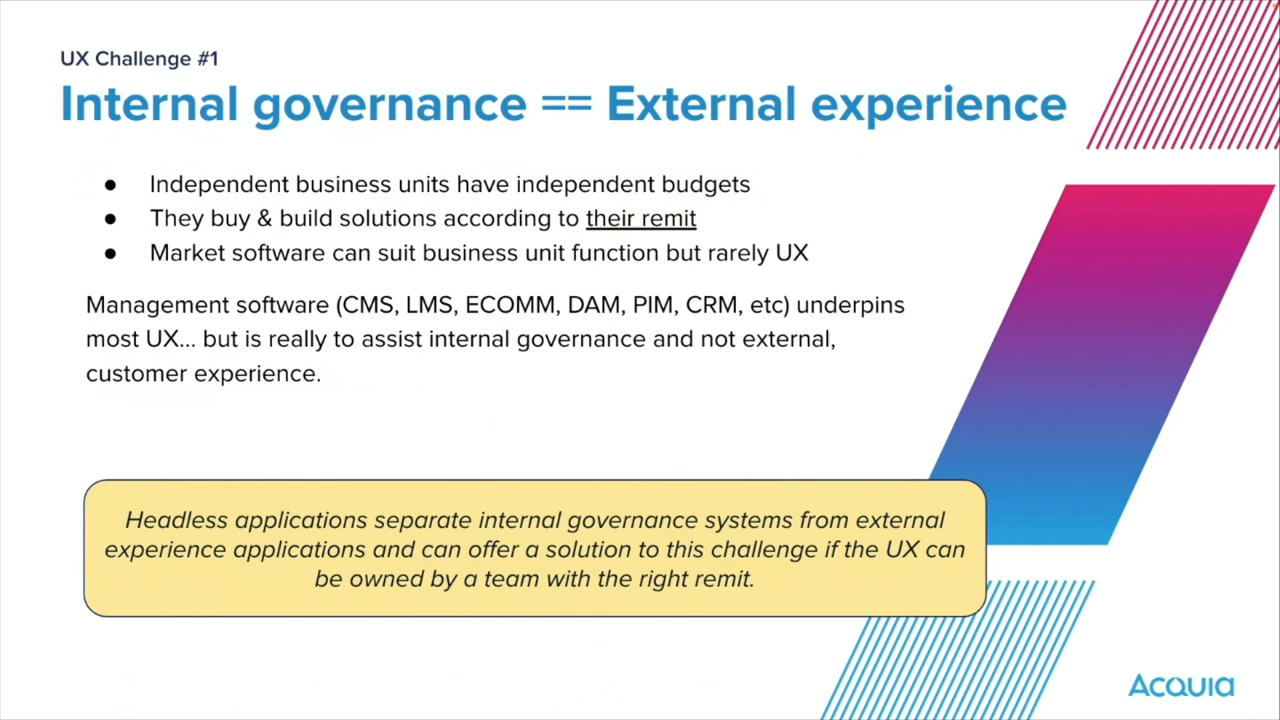 UX Challenge #1
Internal governance == External experience
● Independent business units have independent budgets
● They buy & build solutions according to their remit
● Market software can suit business unit function but rarely UX
Management software (CMS, LMS, ECOMM, DAM, PIM, CRM, etc) underpins
most UX... but is really to assist internal governance and not external,
customer experience.
Headless applications separate internal governance systems from external
experience applications and can offer a solution to this challenge if the UX can
be owned by a team with the right remit.
Acquia